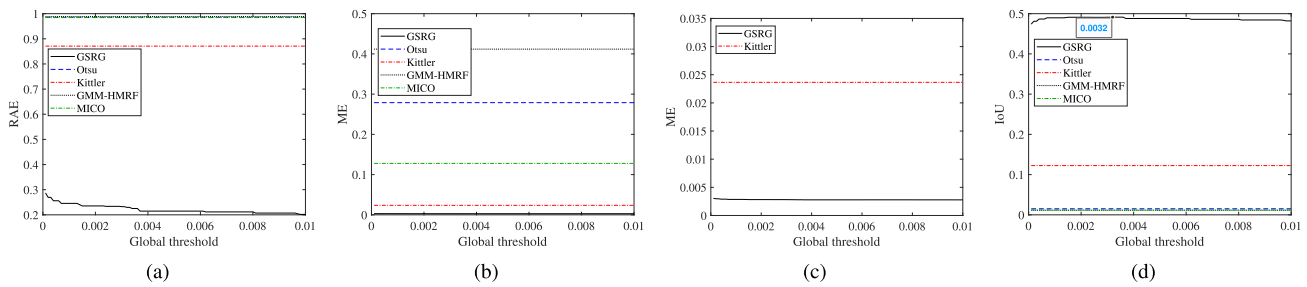 1
0.9
0.8
0.7
0.6
0.5
0.4
0.3
0.2
0
0.002
0.004
0.006
0.008
0.01
RAE
Global threshold
GSRG
Otsu
Kittler
GMM-HMRF
MICO
(a)
0.5
0.4
0.3
0.2
0.1
0
0
0.002
0.004
0.006
0.008
0.01
ME
Global threshold
GSRG
Otsu
Kittler
GMM-HMRF
MICO
(b)
0.035
0.03
0.025
0.02
0.015
0.01
0.005
0
0
0.002
0.004
0.006
0.008
0.01
ME
Global threshold
GSRG
Kittler
(c)
0.5
0.4
0.3
0.2
0.1
0
0
0.002
0.004
0.006
0.008
0.01
IoU
Global threshold
0.0032
GSRG
Otsu
Kittler
GMM-HMRF
MICO
(d)